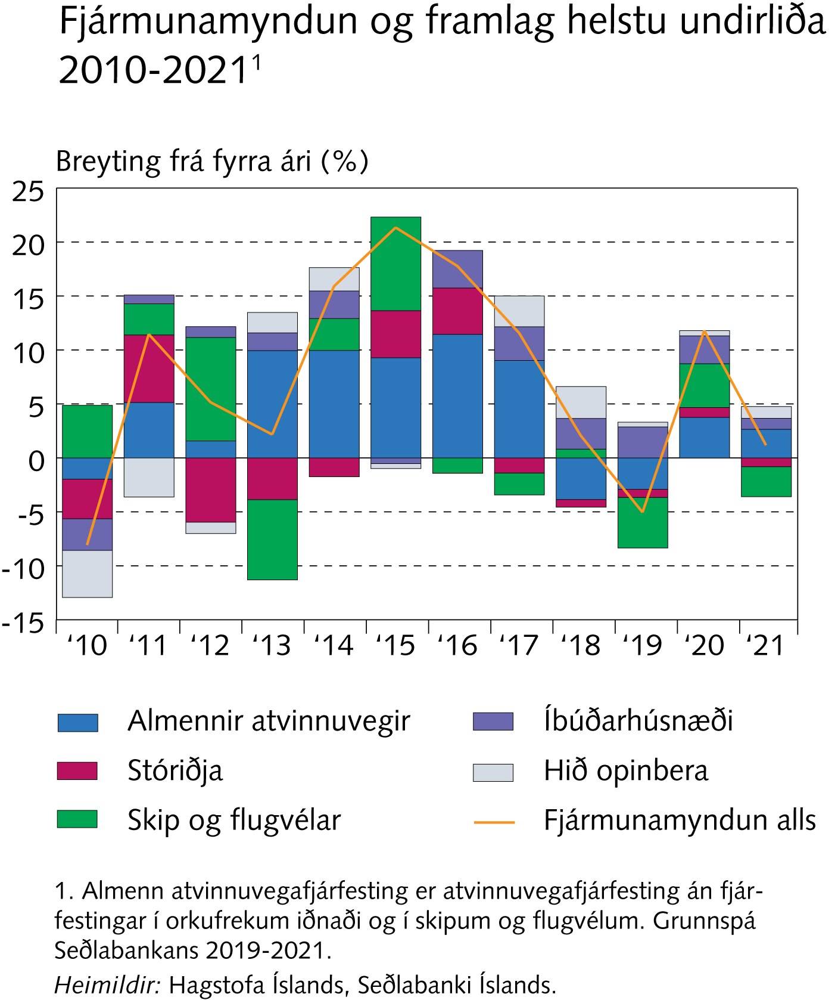 Fjármunamyndun og framlag helstu undirliða
2010-2021¹
Breyting frá fyrra ári (%)
25
20
15
10
5
0
-5
-10
-15
‘10 ‘11 ‘12 ‘13 ‘14 ‘15 ‘16 ‘17 ‘18 ‘19 ‘20 ‘21
Almennir atvinnuvegir
Stóriðja
Skip og flugvélar
Íbúðarhúsnæði
Hið opinbera
Fjármunamyndun alls
1. Almenn atvinnuvegafjárfesting er atvinnuvegafjárfesting án fjár-
festingar í orkufrekum iðnaði og í skipum og flugvélum. Grunnspá
Seðlabankans 2019-2021.
Heimildir: Hagstofa Íslands, Seðlabanki Íslands.